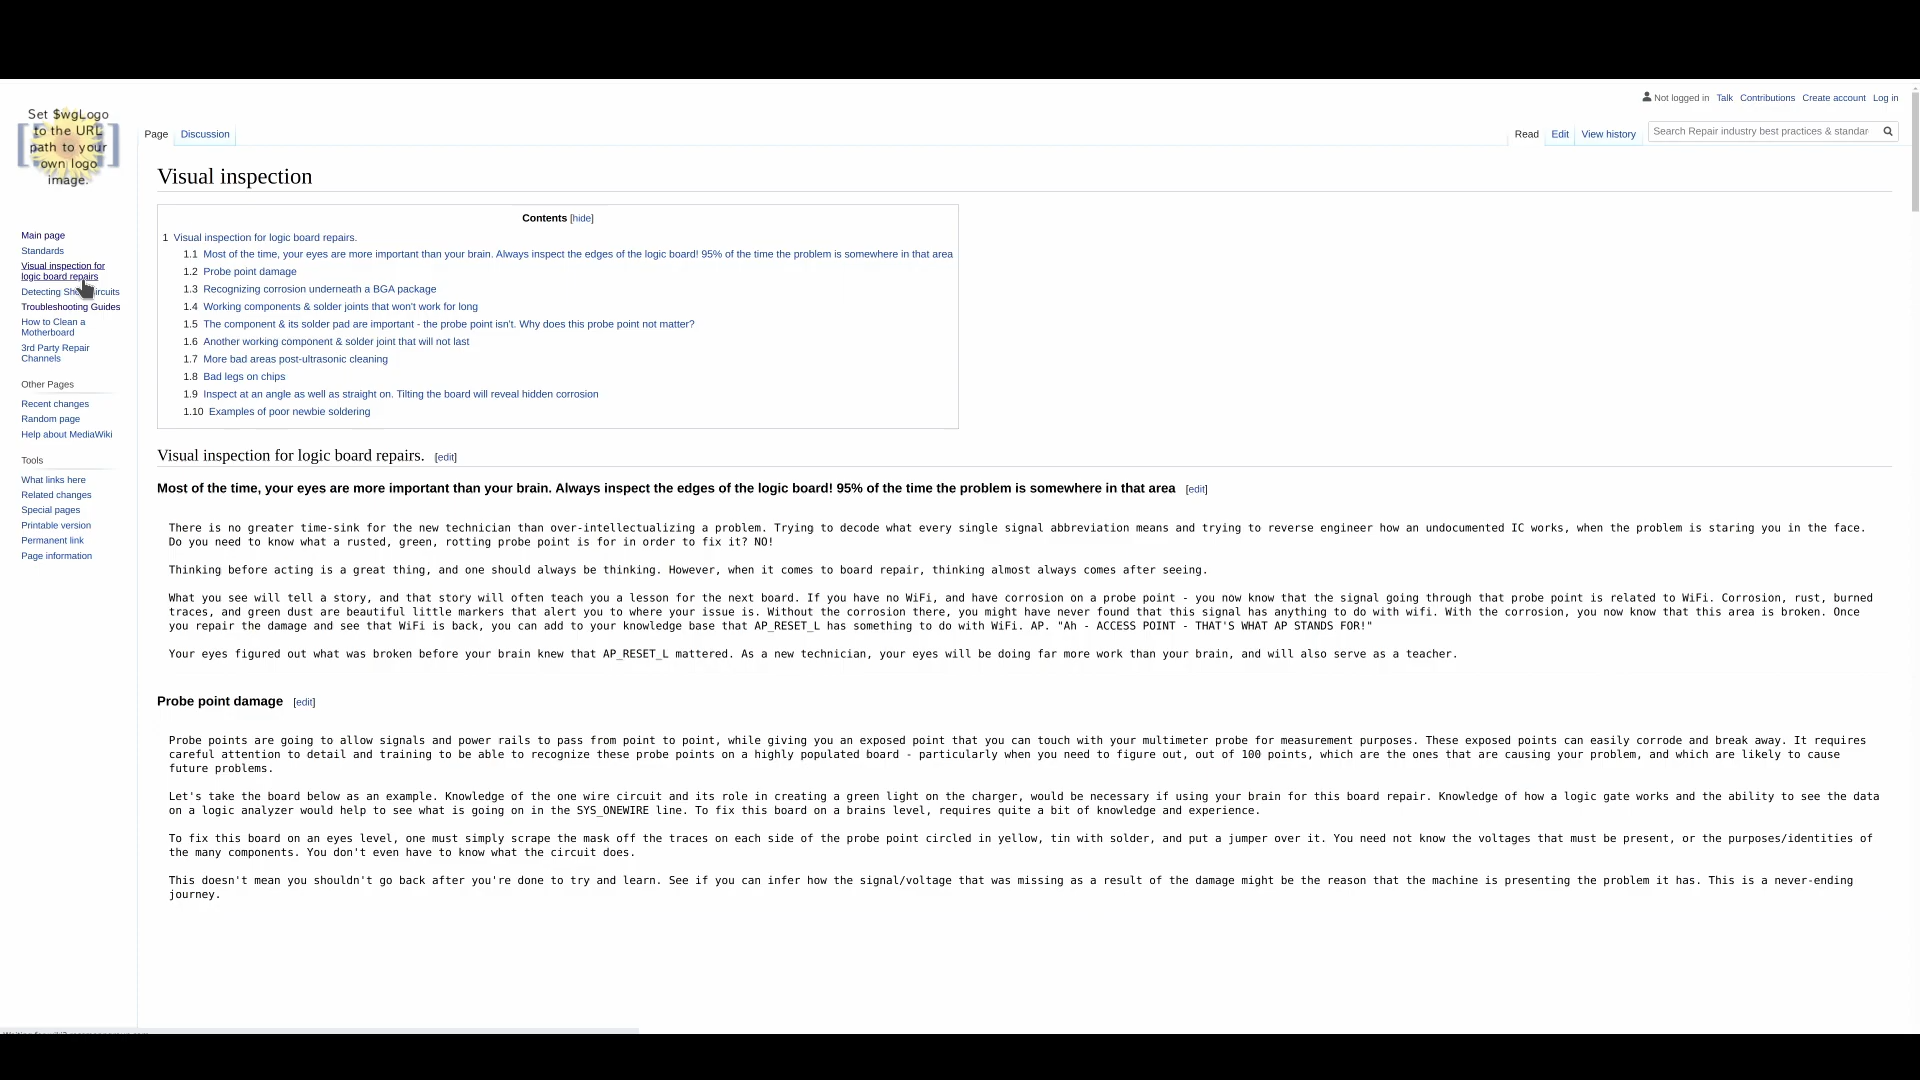 Set $wgLogo
to the URL
path to your
own logo
image.
Not logged in Talk Contributions Create account Log in
Page Discussion
Read Edit View history
Search Repair industry best practices & standar
Main page
Standards
Visual inspection for
logic board repairs
Detecting Sho ircuits
Troubleshooting Guides
How to Clean a
Motherboard
3rd Party Repair
Channels
Other Pages
Recent changes
Random page
Help about MediaWiki
Tools
What links here
Related changes
Special pages
Printable version
Permanent link
Page information
Visual inspection
Contents [hide]
1 Visual inspection for logic board repairs.
1.1 Most of the time, your eyes are more important than your brain. Always inspect the edges of the logic board! 95% of the time the problem is somewhere in that area
1.2 Probe point damage
1.3 Recognizing corrosion underneath a BGA package
1.4 Working components & solder joints that won't work for long
1.5 The component & its solder pad are important - the probe point isn't. Why does this probe point not matter?
1.6 Another working component & solder joint that will not last
1.7 More bad areas post-ultrasonic cleaning
1.8 Bad legs on chips
1.9 Inspect at an angle as well as straight on. Tilting the board will reveal hidden corrosion
1.10 Examples of poor newbie soldering
Visual inspection for logic board repairs. [edit]
Most of the time, your eyes are more important than your brain. Always inspect the edges of the logic board! 95% of the time the problem is somewhere in that area [edit]
There is no greater time-sink for the new technician than over-intellectualizing a problem. Trying to decode what every single signal abbreviation means and trying to reverse engineer how an undocumented IC works, when the problem is staring you in the face.
Do you need to know what a rusted, green, rotting probe point is for in order to fix it? NO!
Thinking before acting is a great thing, and one should always be thinking. However, when it comes to board repair, thinking almost always comes after seeing.
What you see will tell a story, and that story will often teach you a lesson for the next board. If you have no WiFi, and have corrosion on a probe point - you now know that the signal going through that probe point is related to WiFi. Corrosion, rust, burned
traces, and green dust are beautiful little markers that alert you to where your issue is. Without the corrosion there, you might have never found that this signal has anything to do with wifi. With the corrosion, you now know that this area is broken. Once
you repair the damage and see that WiFi is back, you can add to your knowledge base that AP_RESET_L has something to do with WiFi. AP. "Ah - ACCESS POINT - THAT'S WHAT AP STANDS FOR!"
Your eyes figured out what was broken before your brain knew that AP_RESET_L mattered. As a new technician, your eyes will be doing far more work than your brain, and will also serve as a teacher.
Probe point damage [edit]
Probe points are going to allow signals and power rails to pass from point to point, while giving you an exposed point that you can touch with your multimeter probe for measurement purposes. These exposed points can easily corrode and break away. It requires
careful attention to detail and training to be able to recognize these probe points on a highly populated board - particularly when you need to figure out, out of 100 points, which are the ones that are causing your problem, and which are likely to cause
future problems.
Let's take the board below as an example. Knowledge of the one wire circuit and its role in creating a green light on the charger, would be necessary if using your brain for this board repair. Knowledge of how a logic gate works and the ability to see the data
on a logic analyzer would help to see what is going on in the SYS_ONEWIRE line. To fix this board on a brains level, requires quite a bit of knowledge and experience.
To fix this board on an eyes level, one must simply scrape the mask off the traces on each side of the probe point circled in yellow, tin with solder, and put a jumper over it. You need not know the voltages that must be present, or the purposes/identities of
the many components. You don't even have to know what the circuit does.
This doesn't mean you shouldn't go back after you're done to try and learn. See if you can infer how the signal/voltage that was missing as a result of the damage might be the reason that the machine is presenting the problem it has. This is a never-ending
journey.